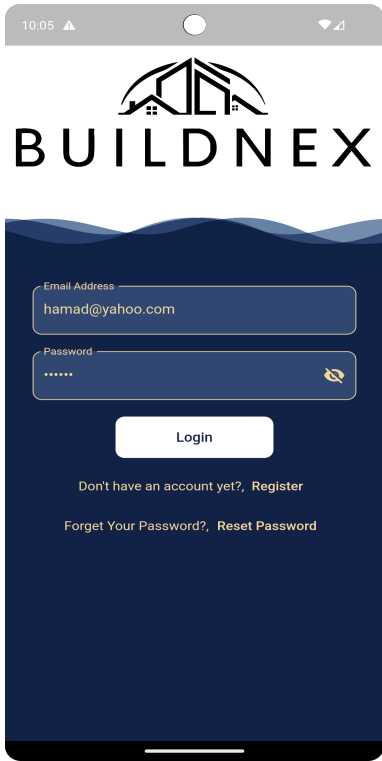 10:05
BUILDNEX
Email Address
hamad@yahoo.com
Password
••••••
Login
Don't have an account yet?, Register
Forget Your Password?, Reset Password